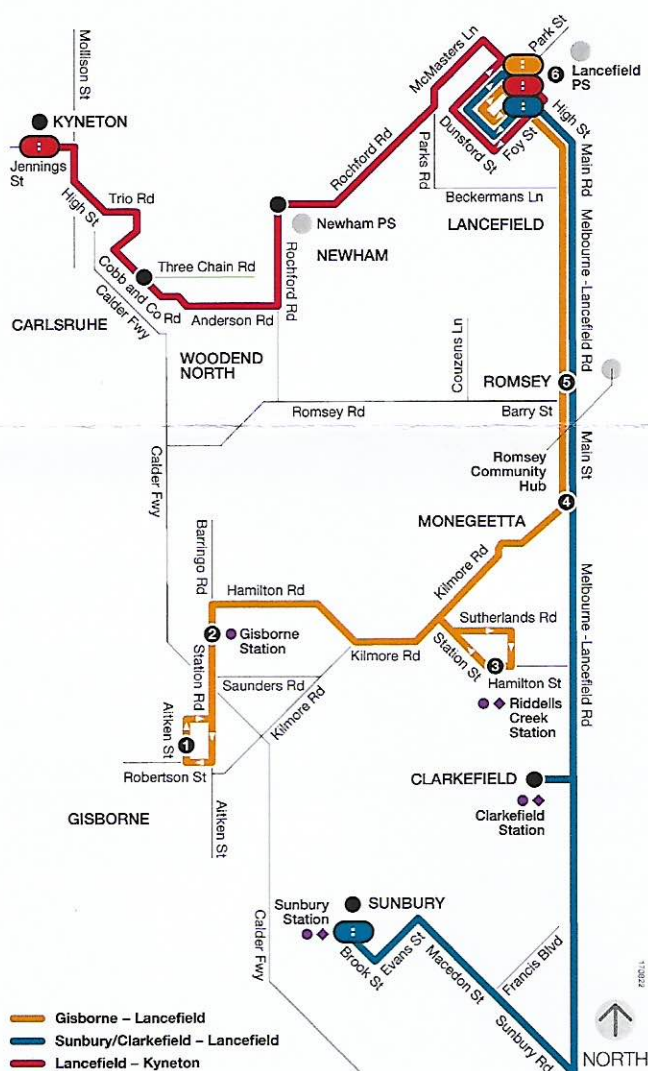 Park St
Mollison St
McMasters Ln
6
Lancefield
PS
KYNETON
High St
Jennings
St
Dunsford St
Foy St
Main Rd
Rochford Rd
Parks Rd
High St
Trio Rd
Beckermans Ln
Newham PS
LANCEFIELD
Melbourne -Lancefield Rd
Rochford Rd
NEWHAM
Three Chain Rd
Cobb and Co Rd
Calder Fwy
Anderson Rd
CARLSRUHE
WOODEND
NORTH
Couzens Ln
ROMSEY
5
Romsey Rd
Barry St
Main St
Romsey
Community
Hub
Calder Fwy
4
MONEGEETTA
Barringo Rd
Kilmore Rd
Hamilton Rd
Melbourne -Lancefield Rd
Sutherlands Rd
2
Gisborne
Station
Station St
Kilmore Rd
3
Hamilton St
Station Rd
Saunders Rd
Riddells
Creek
Station
Kilmore Rd
Aitken St
1
Robertson St
CLARKEFIELD
Aitken St
GISBORNE
Clarkefield
Station
Sunbury
Station
SUNBURY
Calder Fwy
Brook St
Evans St
Macedon St
Francis Blvd
Sunbury Rd
170822
Gisborne – Lancefield
Sunbury/Clarkefield – Lancefield
Lancefield – Kyneton
NORTH